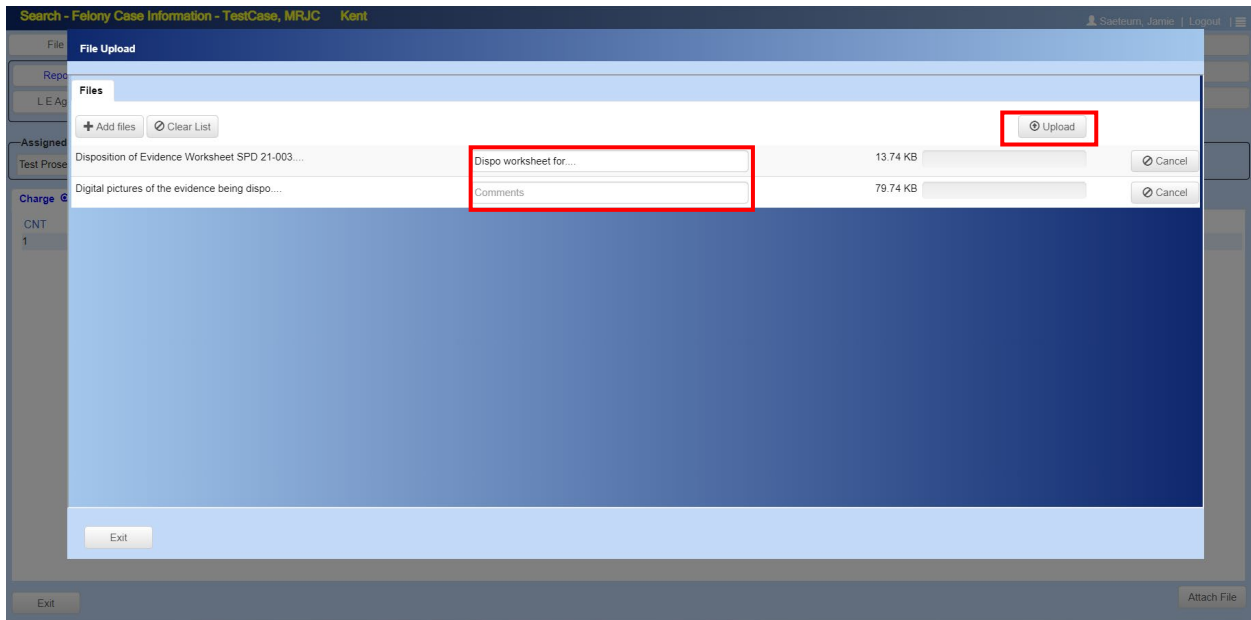 Search - Felony Case Information - TestCase, MRJC Kent
Saeteurn, Jamie | Logout |
File
File Upload
Repo
Files
L E Ag
Add files
Clear List
Upload
Assigned
Test Prose
Disposition of Evidence Worksheet SPD 21-003....
Dispo worksheet for....
13.74 KB
Cancel
Digital pictures of the evidence being dispo....
Comments
79.74 KB
Cancel
Charge
CNT
1
Exit
Exit
Attach File